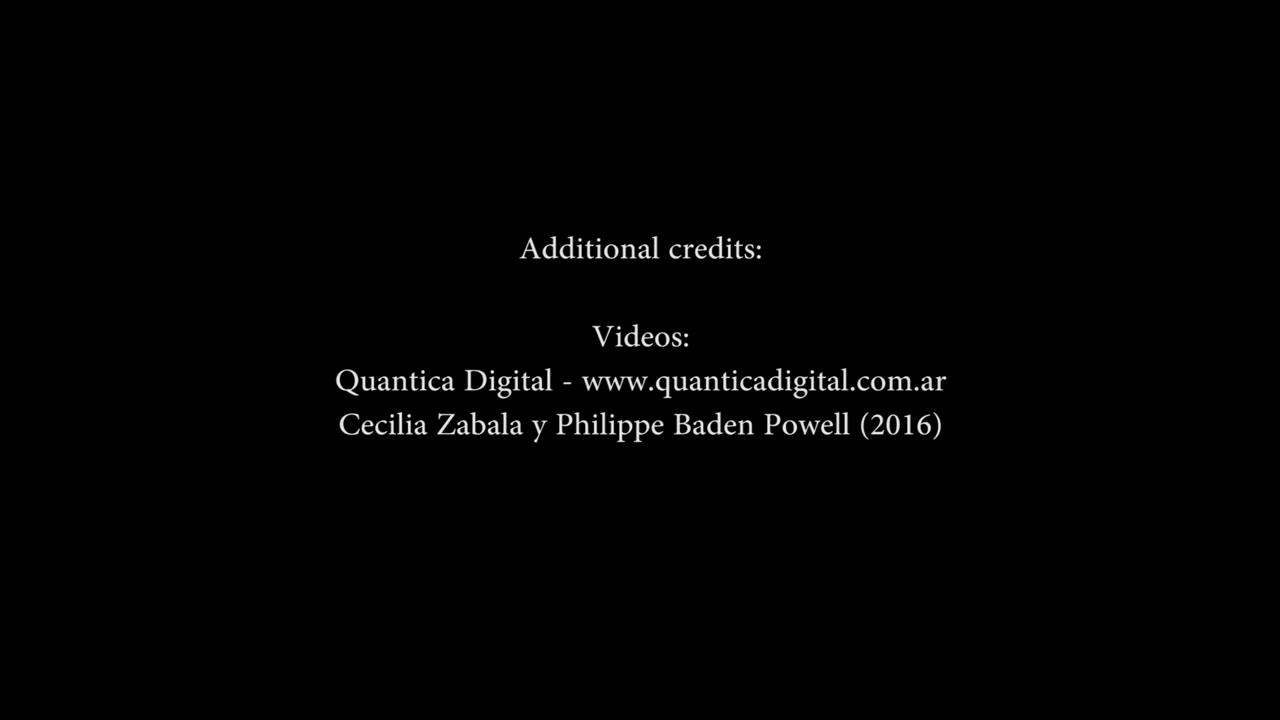 Additional credits:
Videos:
Quantica Digital - www.quanticadigital.com.ar
Cecilia Zabala y Philippe Baden Powell (2016)